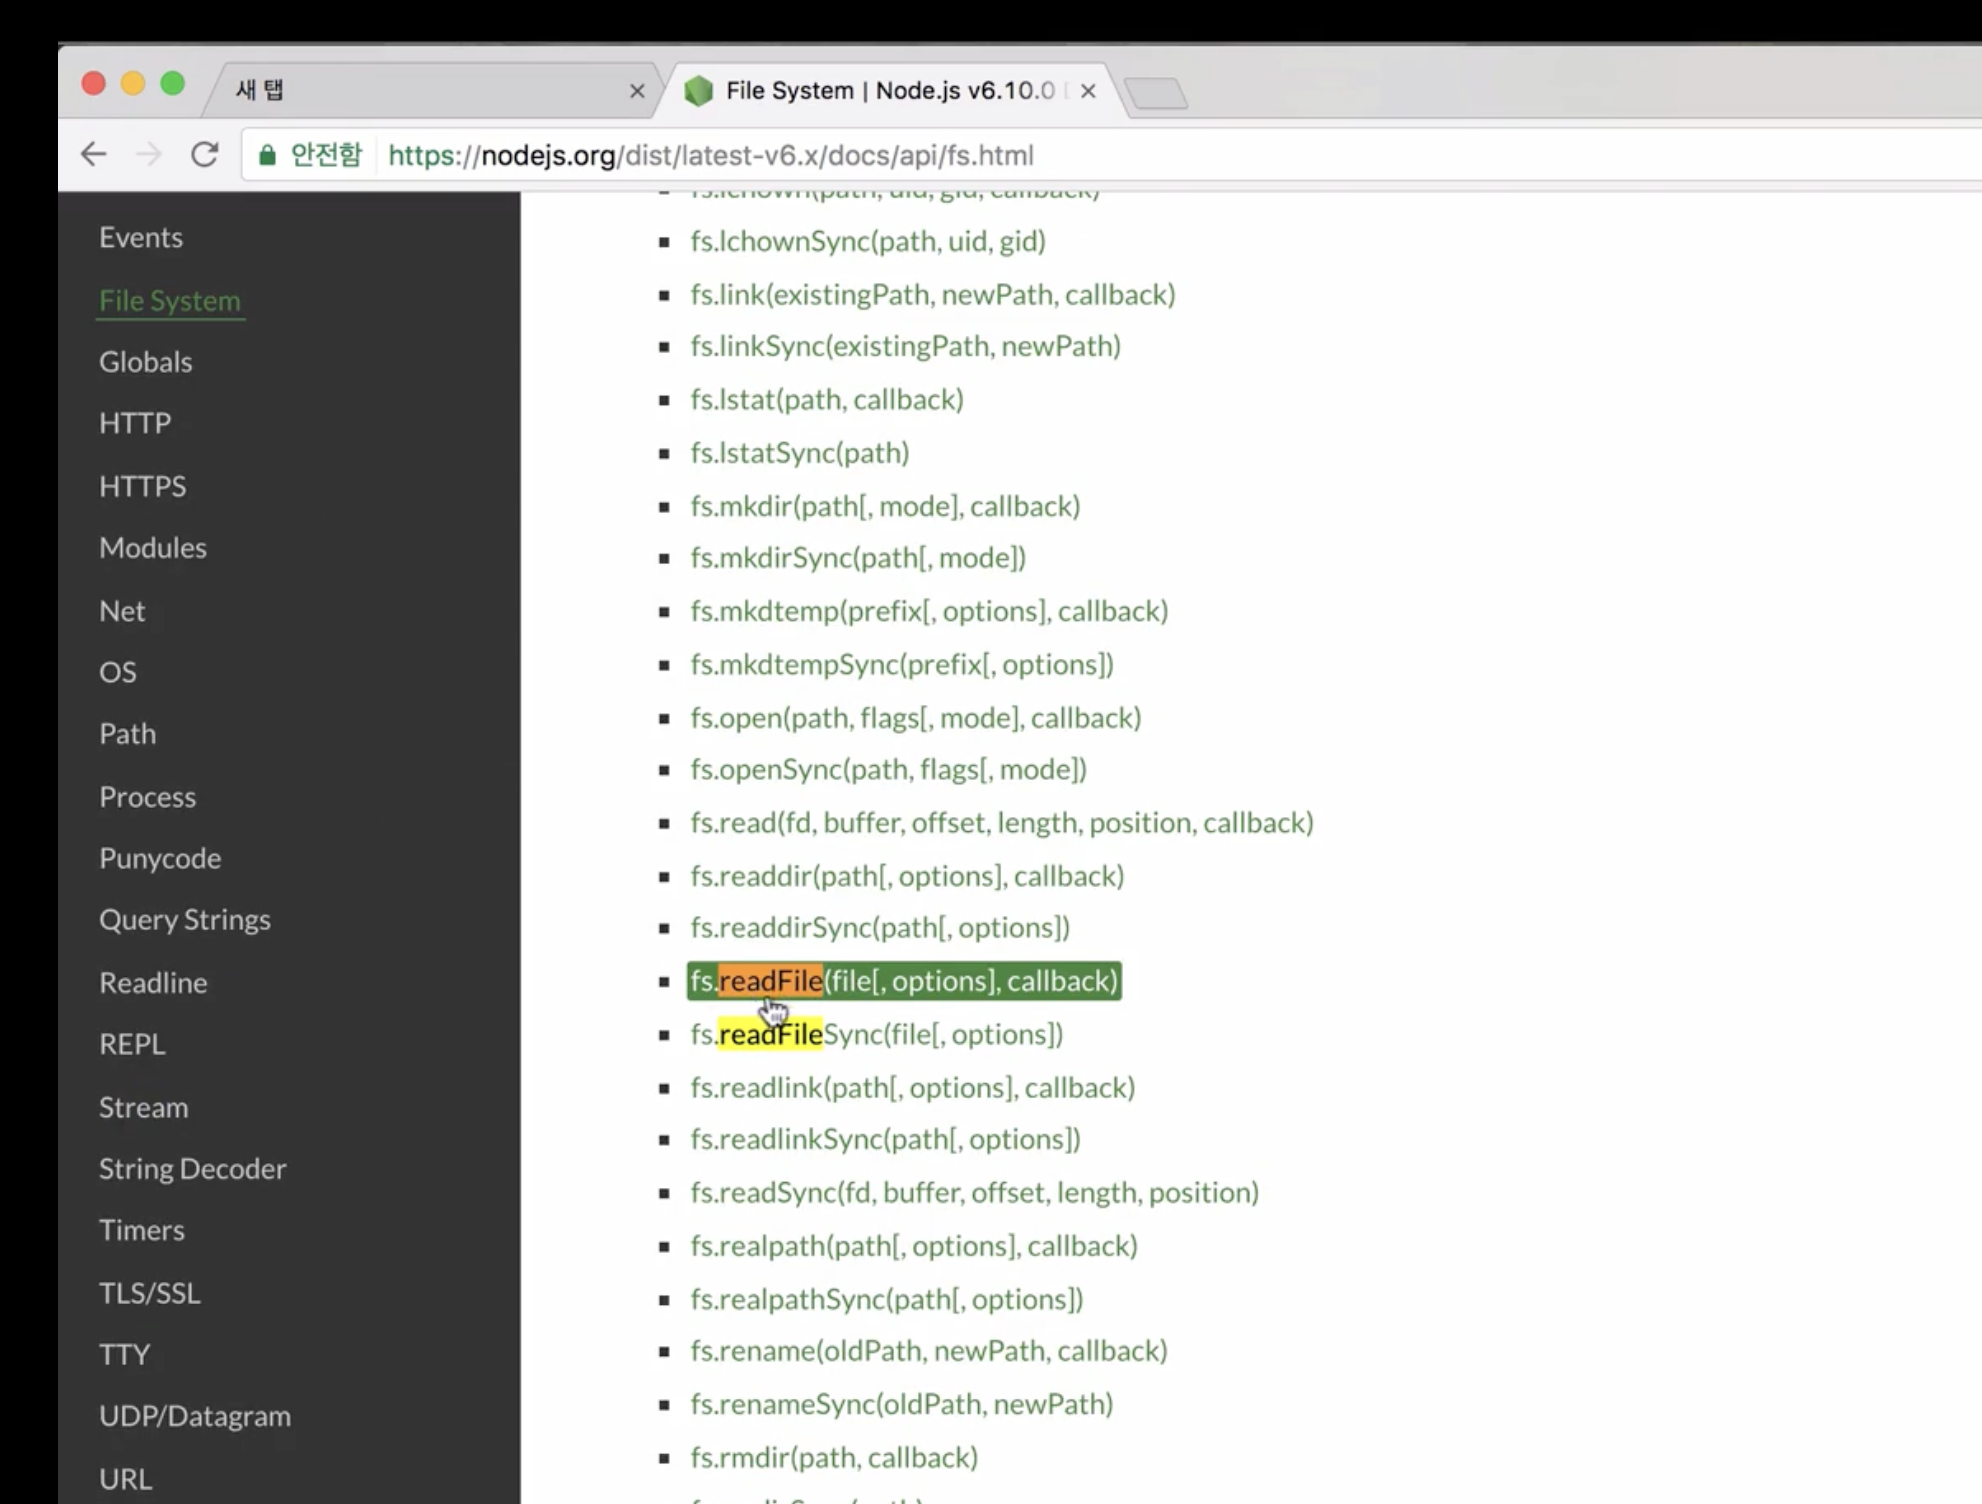 새 탭
File System | Node.js v6.10.0
안전함 https://nodejs.org/dist/latest-v6.x/docs/api/fs.html
Events
File System
Globals
HTTP
HTTPS
Modules
Net
OS
Path
Process
Punycode
Query Strings
Readline
REPL
Stream
String Decoder
Timers
TLS/SSL
TTY
UDP/Datagram
URL
fs.lchown(path, uid, gid, callback)
fs.lchownSync(path, uid, gid)
fs.link(existingPath, newPath, callback)
fs.linkSync(existingPath, newPath)
fs.lstat(path, callback)
fs.lstatSync(path)
fs.mkdir(path[, mode], callback)
fs.mkdirSync(path[, mode])
fs.mkdtemp(prefix[, options], callback)
fs.mkdtempSync(prefix[, options])
fs.open(path, flags[, mode], callback)
fs.openSync(path, flags[, mode])
fs.read(fd, buffer, offset, length, position, callback)
fs.readdir(path[, options], callback)
fs.readdirSync(path[, options])
fs.readFile(file[, options], callback)
fs.readFileSync(file[, options])
fs.readlink(path[, options], callback)
fs.readlinkSync(path[, options])
fs.readSync(fd, buffer, offset, length, position)
fs.realpath(path[, options], callback)
fs.realpathSync(path[, options])
fs.rename(oldPath, newPath, callback)
fs.renameSync(oldPath, newPath)
fs.rmdir(path, callback)